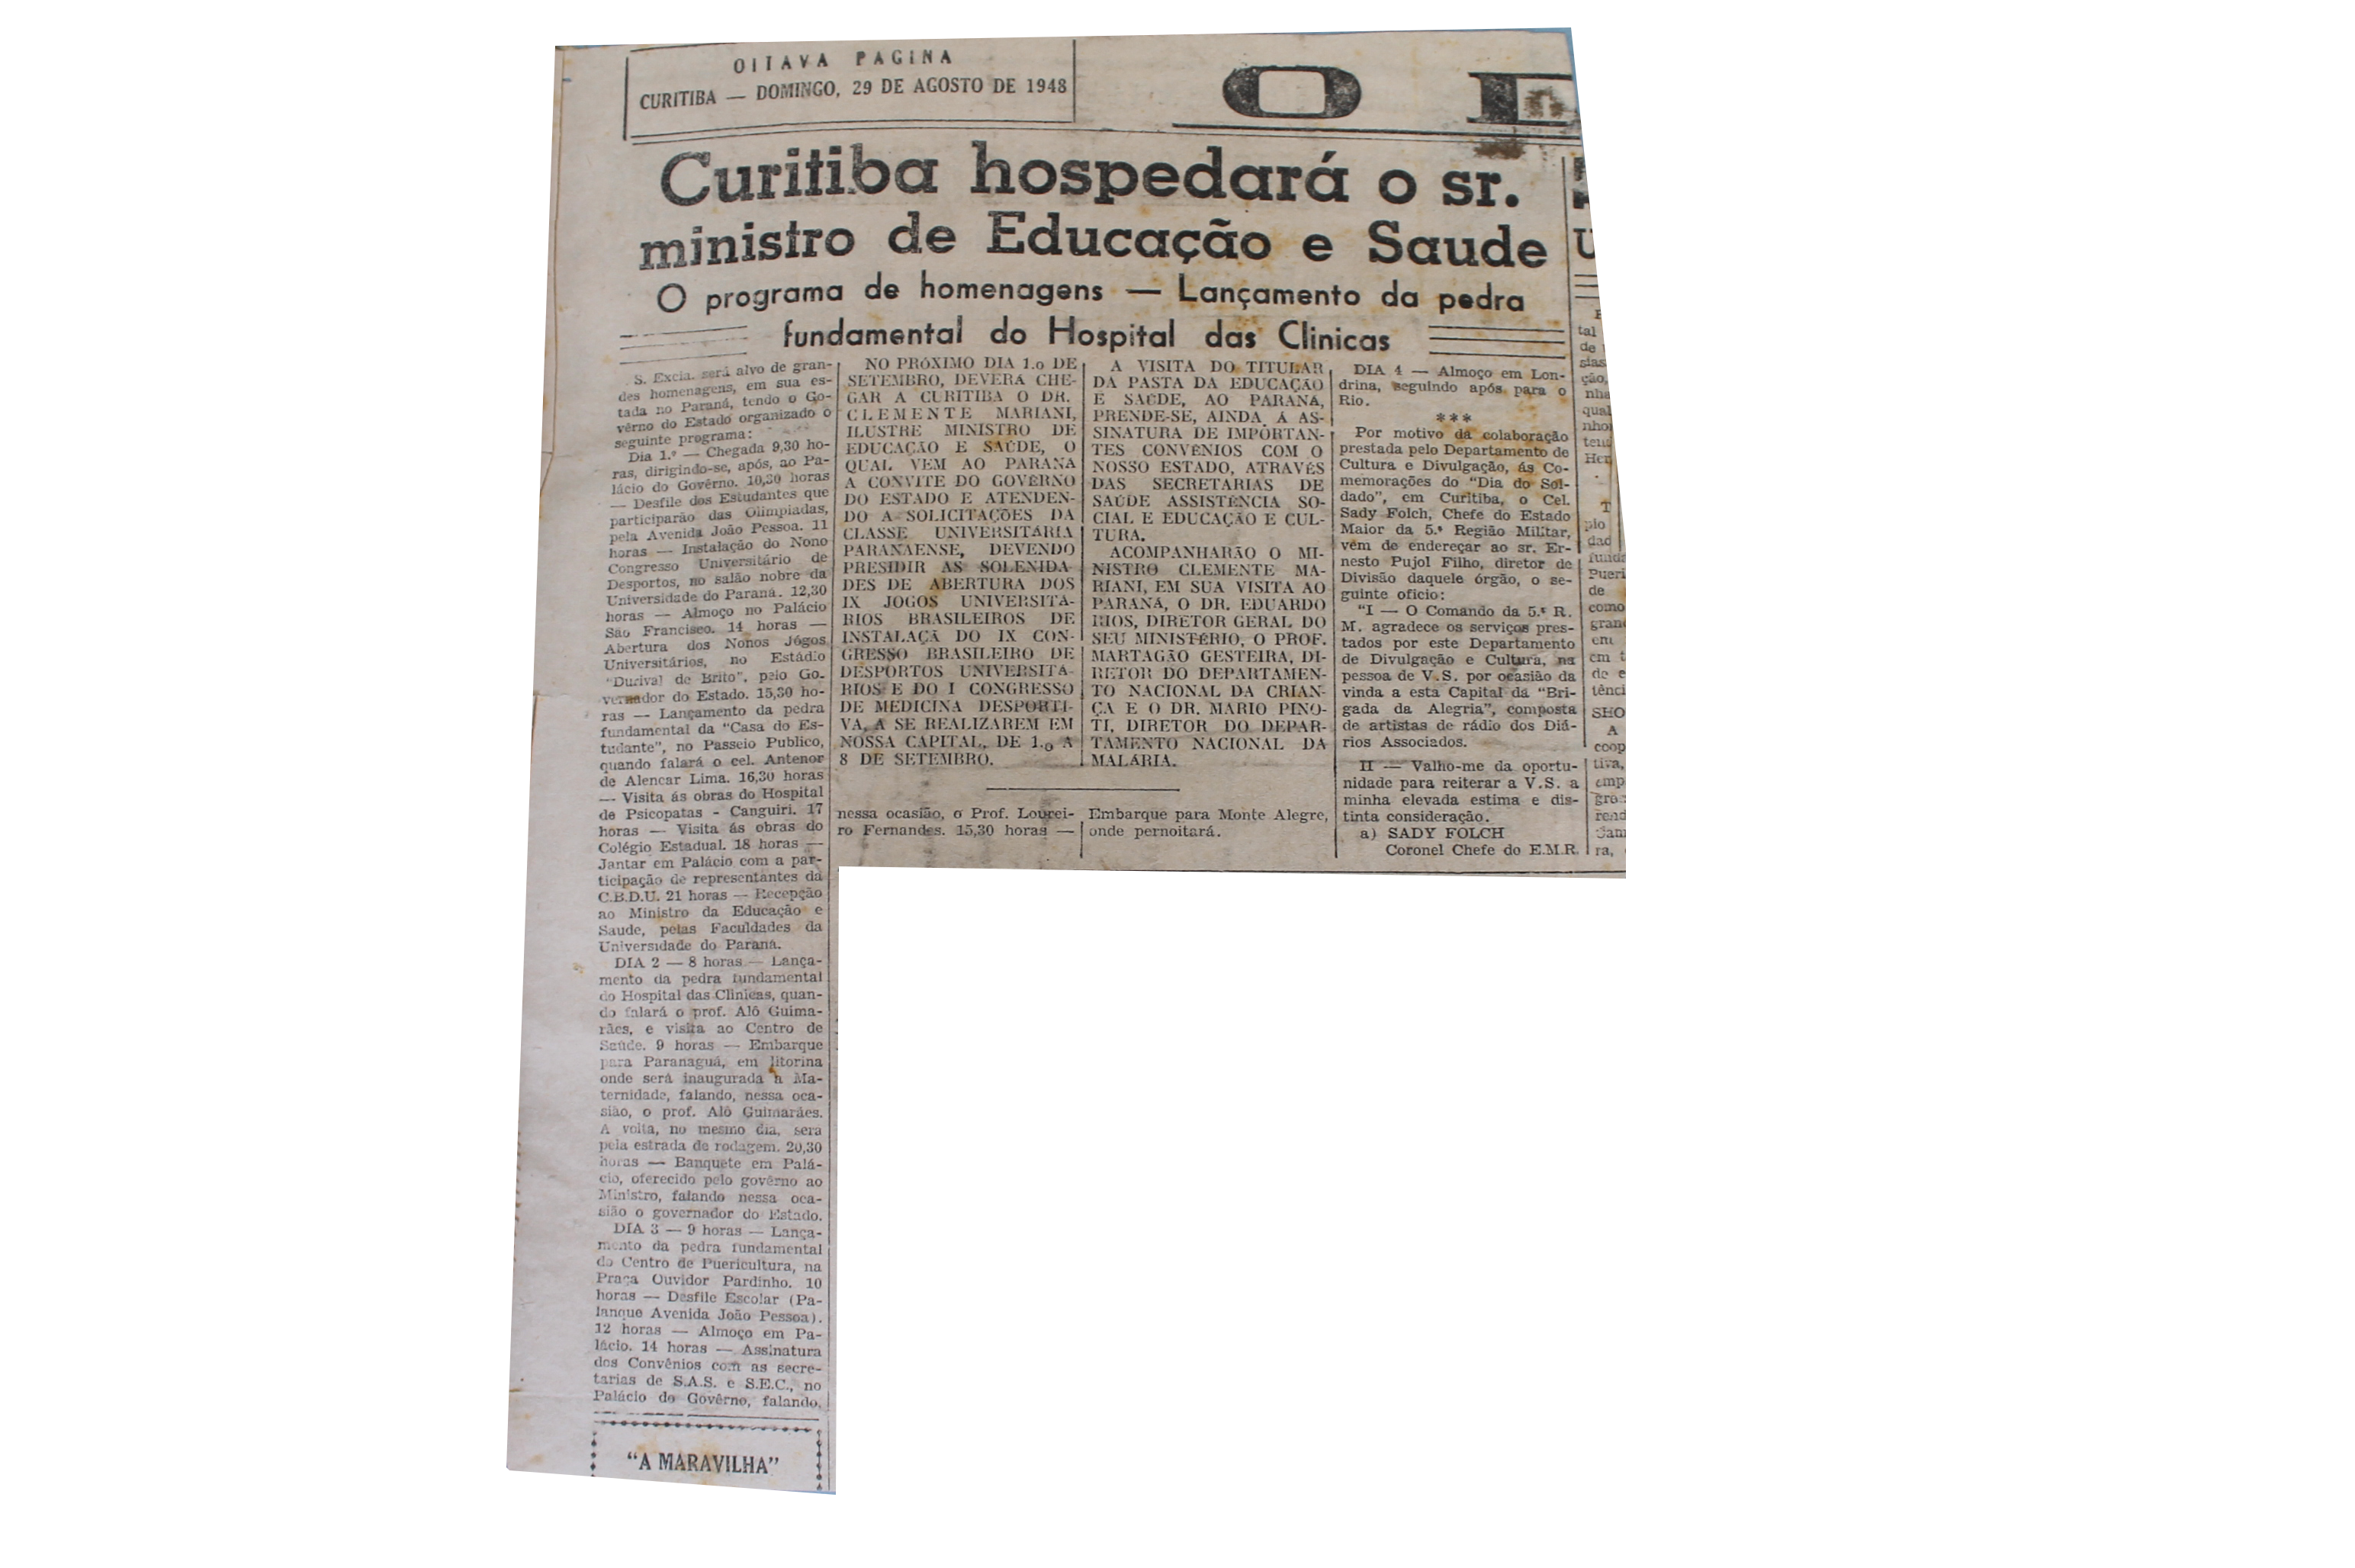 OITAVA PAGINA
CURITIBA — DOMINGO, 29 DE AGOSTO DE 1948
O
Curitiba hospedará o sr.
ministro de Educação e Saude
O programa de homenagens — Lançamento da pedra
fundamental do Hospital das Clinicas
S. Excia. será alvo de gran-
des homenagens, em sua es-
tada no Paraná, tendo o Go-
vêrno do Estado organizado o
seguinte programa:
Dia 1.º — Chegada 9,30 ho-
ras, dirigindo-se, após, ao Pa-
lácio do Govêrno. 10,30 horas
— Desfile dos Estudantes que
participarão das Olimpiadas,
pela Avenida João Pessoa. 11
horas — Instalação do Nono
Congresso Universitário de
Desportos, no salão nobre da
Universidade do Paraná. 12,30
horas — Almoço no Palácio
São Francisco. 14 horas —
Abertura dos Nonos Jógos
Universitários, no Estádio
"Durival de Brito", pelo Go-
vernador do Estado. 15,30 ho-
ras — Lançamento da pedra
fundamental da "Casa do Es-
tudante", no Passeio Publico,
quando falará o cel. Antenor
de Alencar Lima. 16,30 horas
— Visita ás obras do Hospital
de Psicopatas - Canguiri. 17
horas — Visita ás obras do
Colégio Estadual. 18 horas —
Jantar em Palácio com a par-
ticipação de representantes da
C.B.D.U. 21 horas — Recepção
ao Ministro da Educação e
Saude, pelas Faculdades da
Universidade do Paraná.
DIA 2 — 8 horas — Lança-
mento da pedra fundamental
do Hospital das Clinicas, quan-
do falará o prof. Alô Guima-
rães, e visita ao Centro de
Saúde. 9 horas — Embarque
para Paranaguá, em litorina
onde será inaugurada a Ma-
ternidade, falando, nessa oca-
sião, o prof. Alô Guimarães.
A volta, no mesmo dia, sera
pela estrada de rodagem. 20,30
horas — Banquete em Palá-
cio, oferecido pelo govêrno ao
Ministro, falando nessa oca-
sião o governador do Estado.
DIA 3 — 9 horas — Lança-
mento da pedra fundamental
do Centro de Puericultura, na
Praça Ouvidor Pardinho. 10
horas — Desfile Escolar (Pa-
lanque Avenida João Pessoa).
12 horas — Almoço em Pa-
lácio. 14 horas — Assinatura
dos Convênios com as secre-
tarias de S.A.S. e S.E.C., no
Palácio do Govêrno, falando,
"A MARAVILHA"
NO PRÓXIMO DIA 1.o DE
SETEMBRO, DEVERÁ CHE-
GAR A CURITIBA O DR.
CLEMENTE MARIANI,
ILUSTRE MINISTRO DE
EDUCAÇÃO E SAÚDE, O
QUAL VEM AO PARANA
A CONVITE DO GOVÊRNO
DO ESTADO E ATENDEN-
DO A SOLICITAÇÕES DA
CLASSE UNIVERSITÁRIA
PARANAENSE, DEVENDO
PRESIDIR AS SOLENIDA-
DES DE ABERTURA DOS
IX JOGOS UNIVERSITÁ-
RIOS BRASILEIROS DE
INSTALAÇÃ DO IX CON-
GRESSO BRASILEIRO DE
DESPORTOS UNIVERSITÁ-
RIOS E DO I CONGRESSO
DE MEDICINA DESPORTI-
VA, A SE REALIZAREM EM
NOSSA CAPITAL, DE 1.o A
8 DE SETEMBRO.
nessa ocasião, o Prof. Lourei-
ro Fernandes. 15,30 horas —
A VISITA DO TITULAR
DA PASTA DA EDUCAÇÃO
E SAÚDE, AO PARANÁ,
PRENDE-SE, AINDA. Á AS-
SINATURA DE IMPORTAN-
TES CONVÊNIOS COM O
NOSSO ESTADO, ATRAVÉS
DAS SECRETARIAS DE
SAÚDE ASSISTÊNCIA SO-
CIAL E EDUCAÇÃO E CUL-
TURA.
ACOMPANHARÃO O MI-
NISTRO CLEMENTE MA-
RIANI, EM SUA VISITA AO
PARANÁ, O DR. EDUARDO
RIOS, DIRETOR GERAL DO
SEU MINISTÉRIO, O PROF.
MARTAGÃO GESTEIRA, DI-
RETOR DO DEPARTAMEN-
TO NACIONAL DA CRIAN-
ÇA E O DR. MARIO PINO-
TI, DIRETOR DO DEPAR-
TAMENTO NACIONAL DA
MALÁRIA.
Embarque para Monte Alegre,
onde pernoitará.
DIA 4 — Almoço em Lon-
drina, seguindo após para o
Rio.
***
Por motivo da colaboração
prestada pelo Departamento de
Cultura e Divulgação, ás Co-
memorações do "Dia do Sol-
dado", em Curitiba, o Cel.
Sady Folch, Chefe do Estado
Maior da 5.ª Região Militar,
vêm de endereçar ao sr. Er-
nesto Pujol Filho, diretor de
Divisão daquele órgão, o se-
guinte oficio:
"I — O Comando da 5.ª R.
M. agradece os serviços pres-
tados por este Departamento
de Divulgação e Cultura, na
pessoa de V.S. por ocasião da
vinda a esta Capital da "Bri-
gada da Alegria", composta
de artistas de rádio dos Diá-
rios Associados.
II — Valho-me da oportu-
nidade para reiterar a V.S. a
minha elevada estima e dis-
tinta consideração.
a) SADY FOLCH
Coronel Chefe do E.M.R.